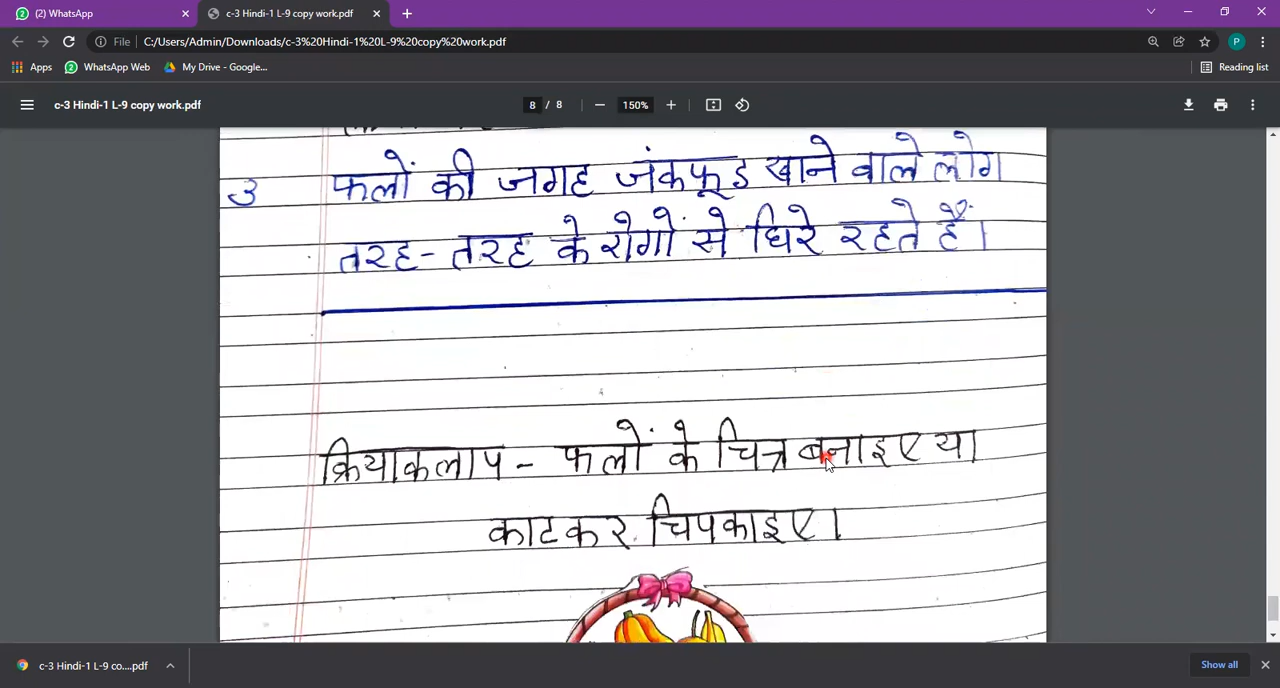 (2) WhatsApp
c-3 Hindi-1 L-9 copy work.pdf
File C:/Users/Admin/Downloads/c-3%20Hindi-1%20L-9%20copy%20work.pdf
P
Apps WhatsApp Web My Drive - Google...
Reading list
c-3 Hindi-1 L-9 copy work.pdf
8 / 8
150%
3 फलों की जगह जंकफूड खाने वाले लोग
तरह-तरह के रोगों से घिरे रहते हैं।
क्रियाकलाप - फलों के चित्र बनाइए या
काटकर चिपकाइए।
c-3 Hindi-1 L-9 co....pdf
Show all